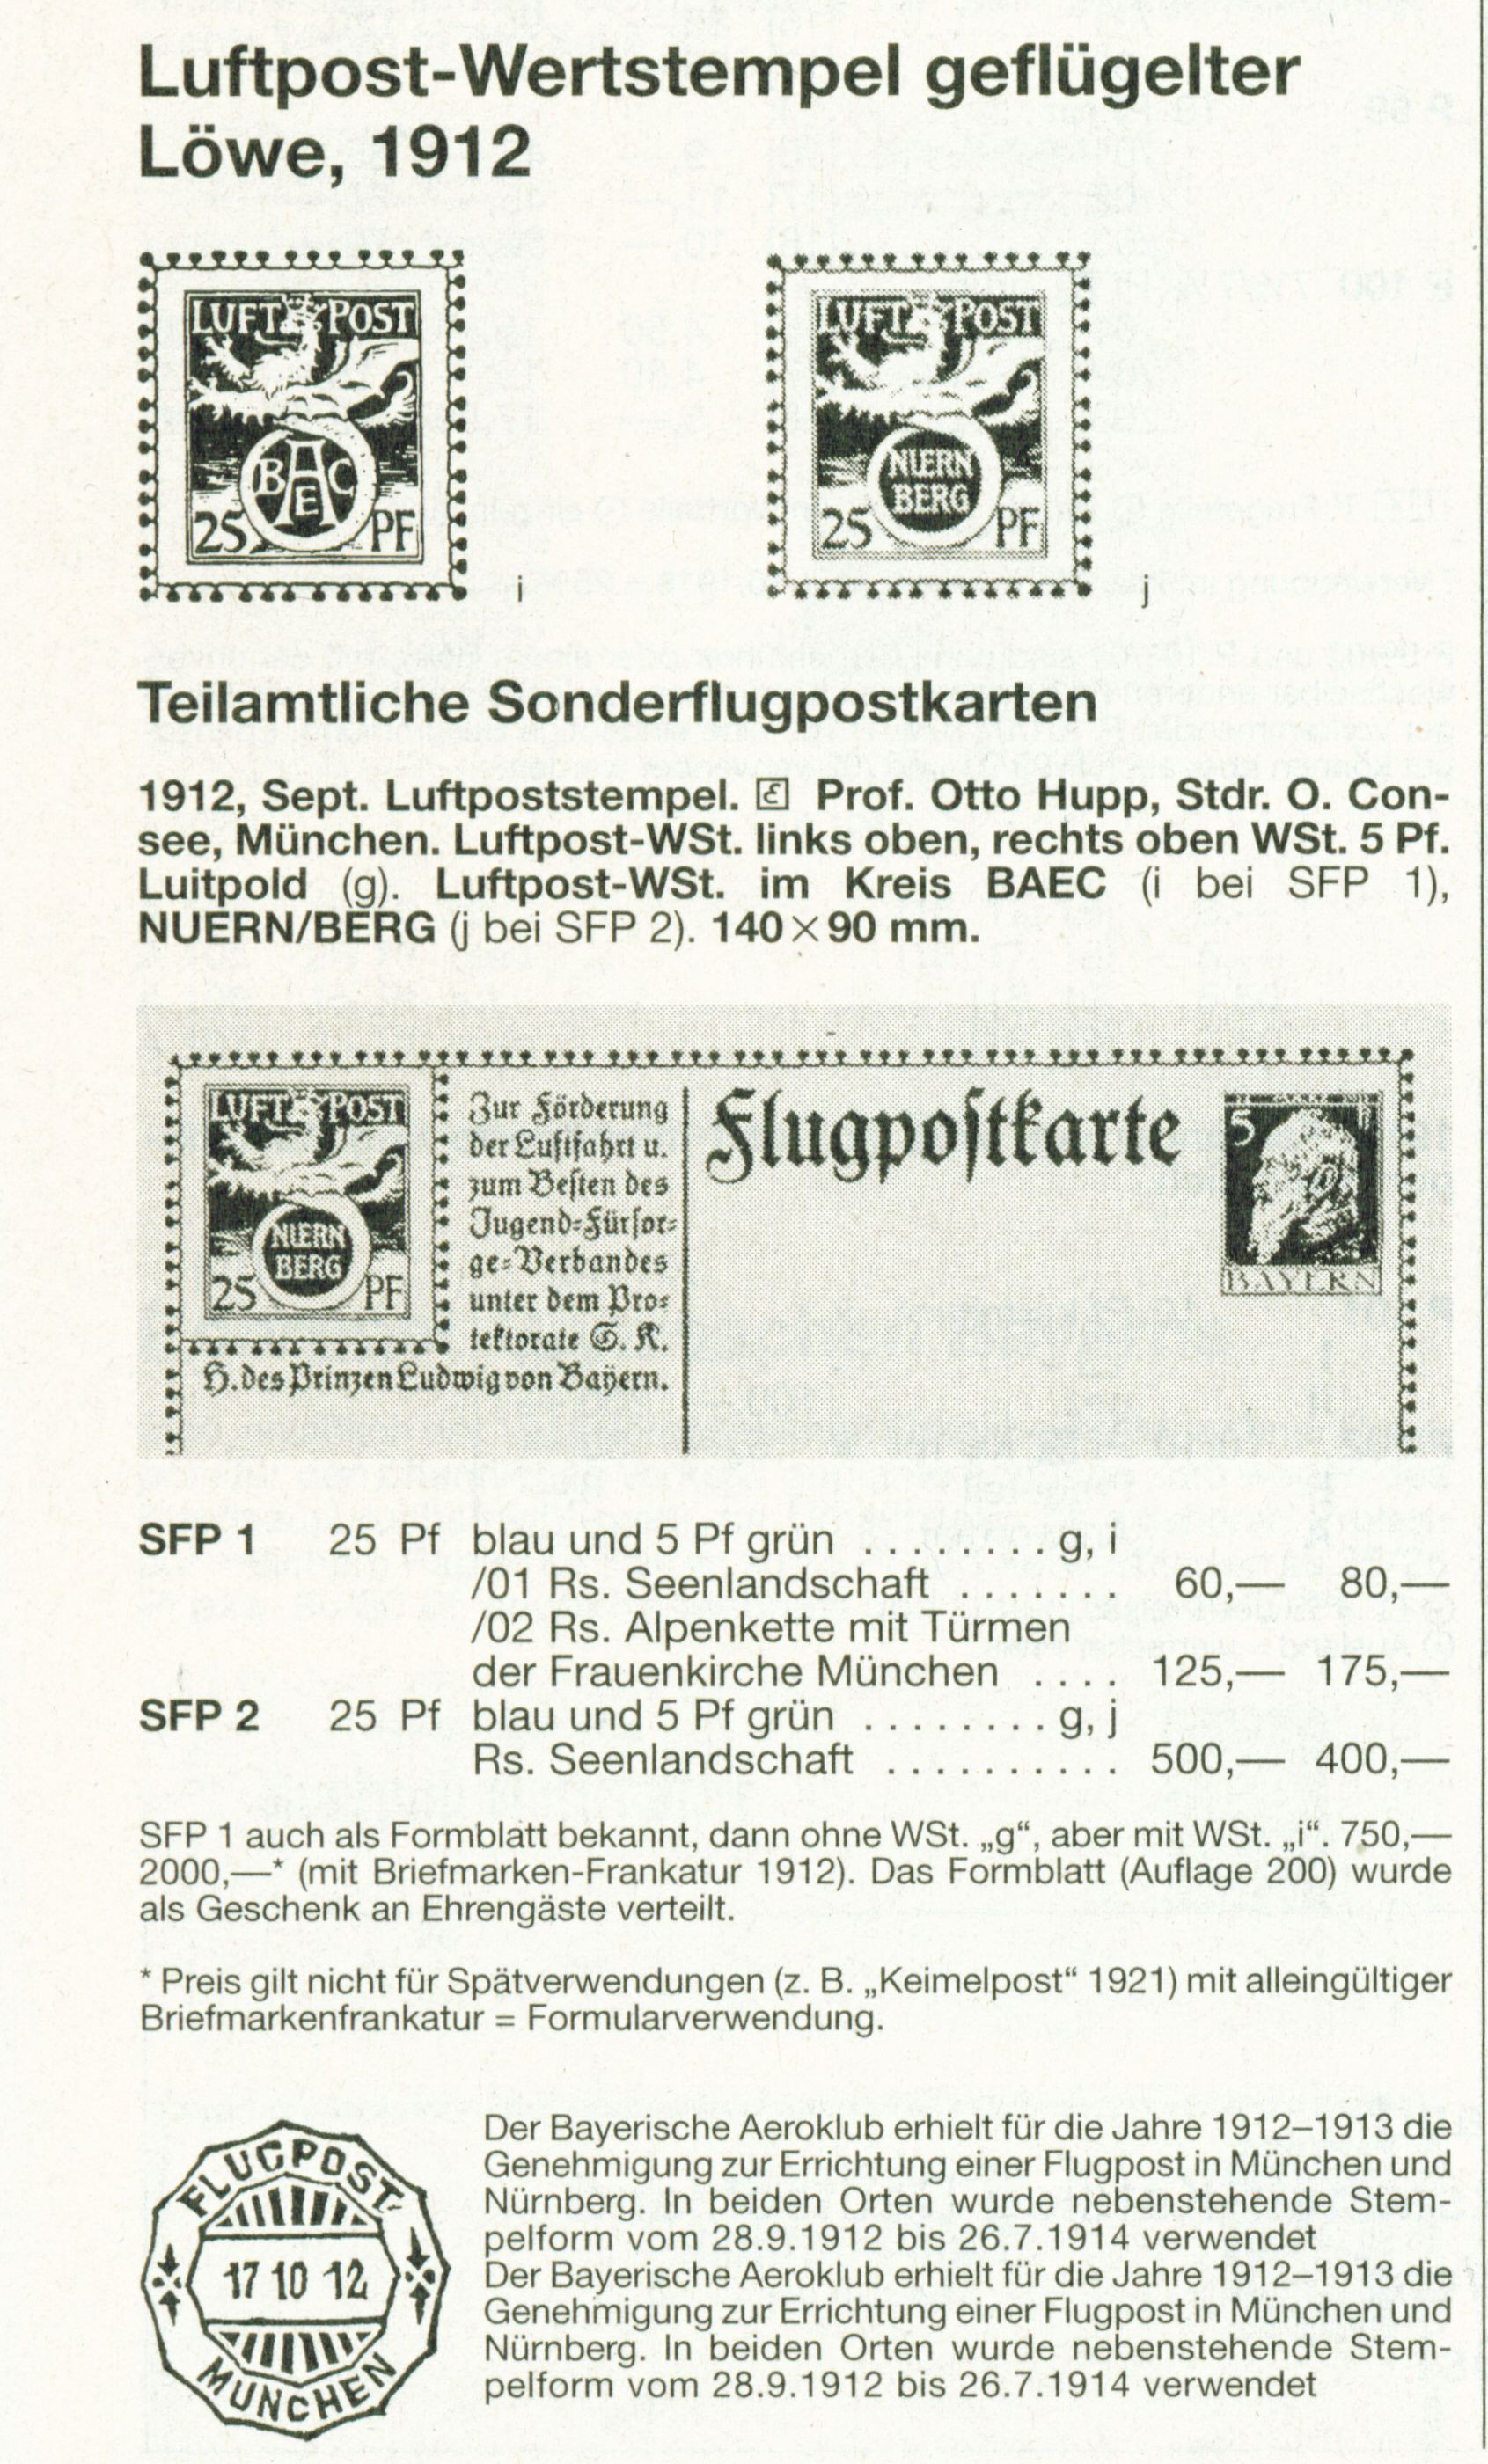 Luftpost-Wertstempel geflügelter
Löwe, 1912
LUFT POST
BAEC
25 PF
i
LUFT POST
NUERN
BERG
25 PF
j
Teilamtliche Sonderflugpostkarten
1912, Sept. Luftpoststempel. E Prof. Otto Hupp, Stdr. O. Con-
see, München. Luftpost-WSt. links oben, rechts oben WSt. 5 Pf.
Luitpold (g). Luftpost-WSt. im Kreis BAEC (i bei SFP 1),
NUERN/BERG (j bei SFP 2). 140×90 mm.
LUFT POST
NUERN
BERG
25 PF
Zur Förderung
der Luftfahrt u.
zum Besten des
Jugend-Fürsor-
ge-Verbandes
unter dem Pro-
tektorate S. K.
H. des Prinzen Ludwig von Bayern.
Flugpostkarte
5
BAYERN
SFP 1 25 Pf blau und 5 Pf grün ........ g, i
/01 Rs. Seenlandschaft ....... 60,— 80,—
/02 Rs. Alpenkette mit Türmen
der Frauenkirche München .... 125,— 175,—
SFP 2 25 Pf blau und 5 Pf grün ........ g, j
Rs. Seenlandschaft .......... 500,— 400,—
SFP 1 auch als Formblatt bekannt, dann ohne WSt. „g“, aber mit WSt. „i“. 750,—
2000,—* (mit Briefmarken-Frankatur 1912). Das Formblatt (Auflage 200) wurde
als Geschenk an Ehrengäste verteilt.
* Preis gilt nicht für Spätverwendungen (z. B. „Keimelpost“ 1921) mit alleingültiger
Briefmarkenfrankatur = Formularverwendung.
FLUGPOST
17 10 12
MÜNCHEN
Der Bayerische Aeroklub erhielt für die Jahre 1912–1913 die
Genehmigung zur Errichtung einer Flugpost in München und
Nürnberg. In beiden Orten wurde nebenstehende Stem-
pelform vom 28.9.1912 bis 26.7.1914 verwendet
Der Bayerische Aeroklub erhielt für die Jahre 1912–1913 die
Genehmigung zur Errichtung einer Flugpost in München und
Nürnberg. In beiden Orten wurde nebenstehende Stem-
pelform vom 28.9.1912 bis 26.7.1914 verwendet